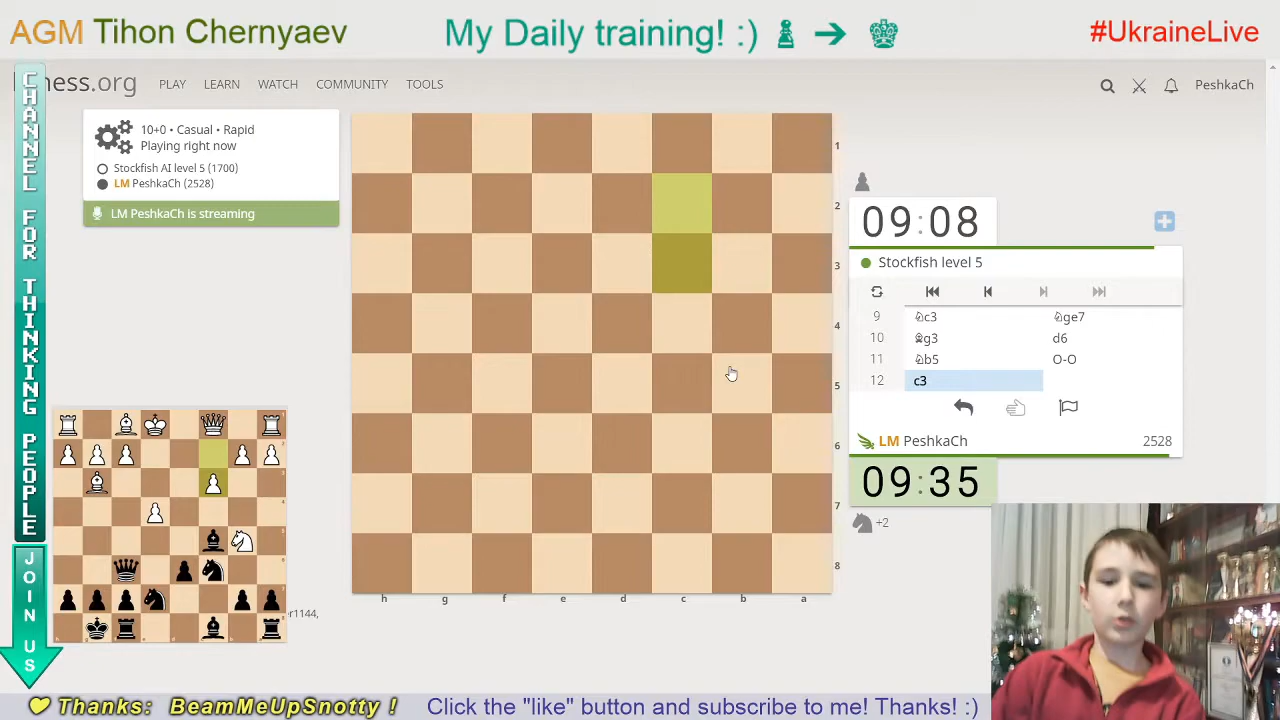 AGM Tihon Chernyaev
My Daily training! :)
#UkraineLive
CHANNEL FOR THINKING PEOPLE
JOIN US
ess.org
PLAY LEARN WATCH COMMUNITY TOOLS
PeshkaCh
10+0 • Casual • Rapid
Playing right now
Stockfish AI level 5 (1700)
LM PeshkaCh (2528)
LM PeshkaCh is streaming
1
2
3
4
5
6
7
8
h g f e d c b a
09:08
Stockfish level 5
9 ♘c3 ♘ge7
10 ♗g3 d6
11 ♘b5 O-O
12 c3
LM PeshkaCh 2528
09:35
+2
r1144,
Thanks: BeamMeUpSnotty !
Click the "like" button and subscribe to me! Thanks! :)